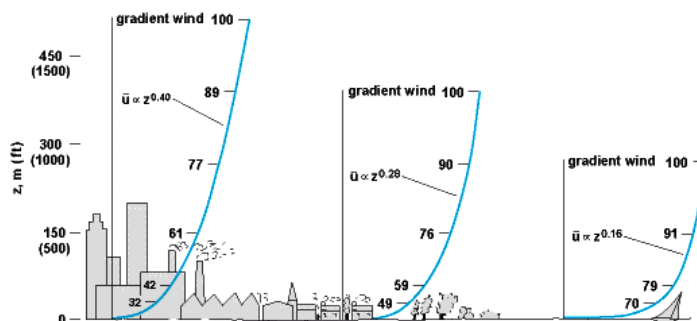 z, m (ft)
450
(1500)
300
(1000)
150
(500)
0
gradient wind 100
89
ū ∝ z^0.40
77
61
42
32
gradient wind 100
90
ū ∝ z^0.28
76
59
49
gradient wind 100
91
ū ∝ z^0.16
79
70